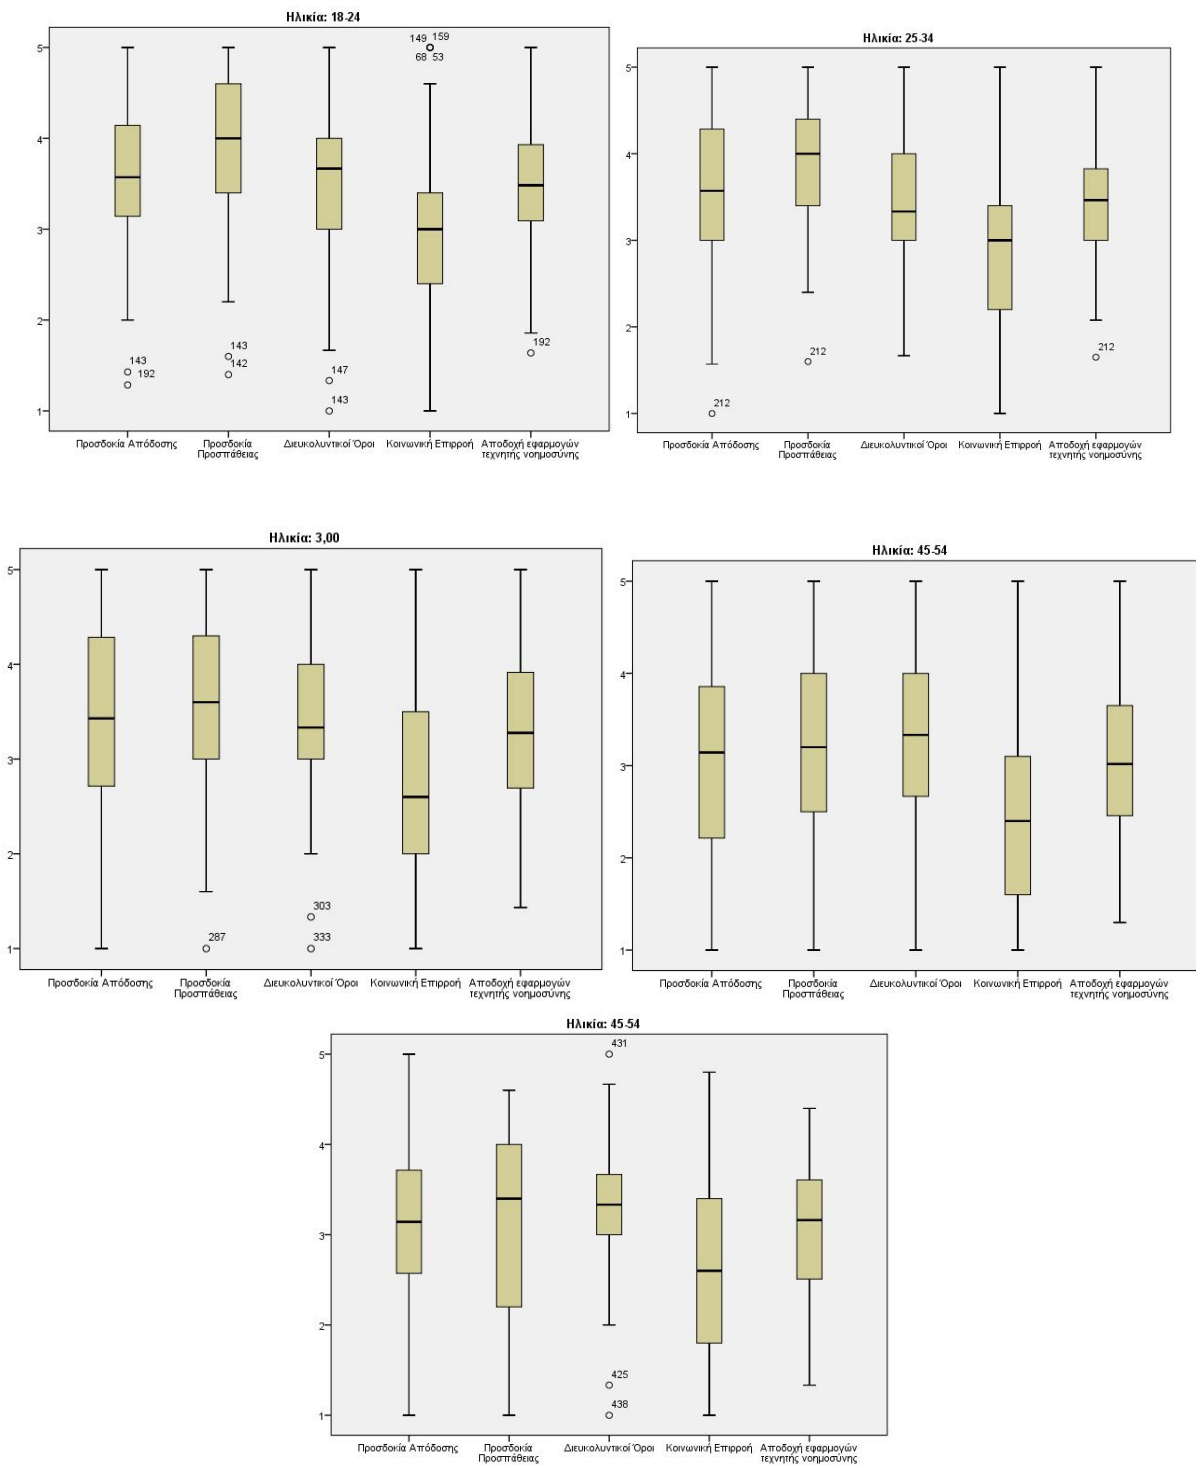 Ηλικία: 18-24
5
4
3
2
1
149 159
68 53
143
192
143
142
147
143
192
Προσδοκία Απόδοσης
Προσδοκία
Προσπάθειας
Διευκολυντικοί Όροι
Κοινωνική Επιρροή
Αποδοχή εφαρμογών
τεχνητής νοημοσύνης
Ηλικία: 25-34
5
4
3
2
1
212
212
212
Προσδοκία Απόδοσης
Προσδοκία
Προσπάθειας
Διευκολυντικοί Όροι
Κοινωνική Επιρροή
Αποδοχή εφαρμογών
τεχνητής νοημοσύνης
Ηλικία: 3,00
5
4
3
2
1
287
303
333
Προσδοκία Απόδοσης
Προσδοκία
Προσπάθειας
Διευκολυντικοί Όροι
Κοινωνική Επιρροή
Αποδοχή εφαρμογών
τεχνητής νοημοσύνης
Ηλικία: 45-54
5
4
3
2
1
Προσδοκία Απόδοσης
Προσδοκία
Προσπάθειας
Διευκολυντικοί Όροι
Κοινωνική Επιρροή
Αποδοχή εφαρμογών
τεχνητής νοημοσύνης
Ηλικία: 45-54
5
4
3
2
1
431
425
438
Προσδοκία Απόδοσης
Προσδοκία
Προσπάθειας
Διευκολυντικοί Όροι
Κοινωνική Επιρροή
Αποδοχή εφαρμογών
τεχνητής νοημοσύνης